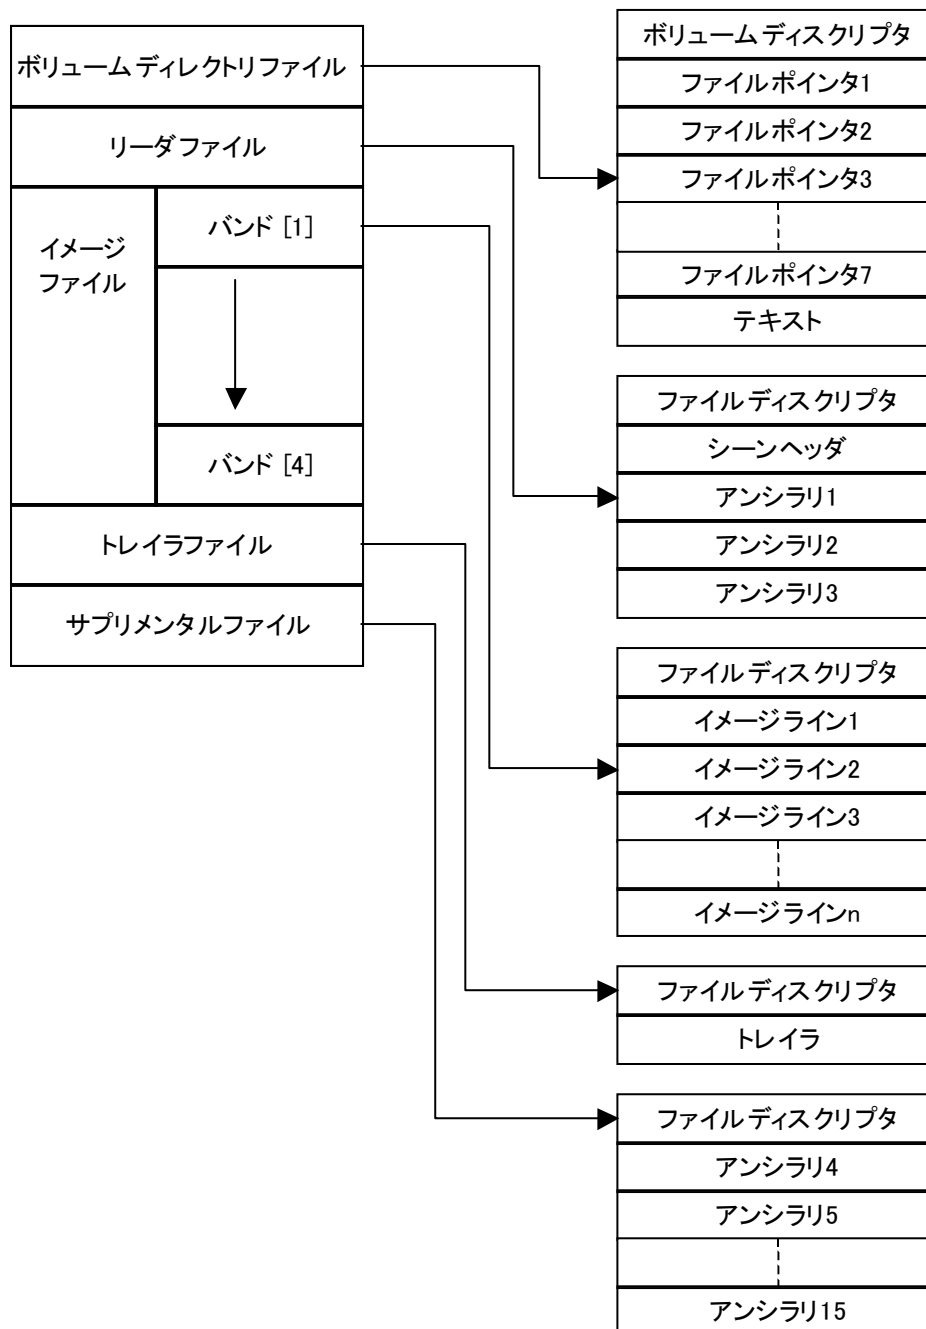 ボリュームディレクトリファイル
リーダファイル
イメージ
ファイル
バンド [1]
バンド [4]
トレイラファイル
サプリメンタルファイル
ボリュームディスクリプタ
ファイルポインタ1
ファイルポインタ2
ファイルポインタ3
ファイルポインタ7
テキスト
ファイルディスクリプタ
シーンヘッダ
アンシラリ1
アンシラリ2
アンシラリ3
ファイルディスクリプタ
イメージライン1
イメージライン2
イメージライン3
イメージラインn
ファイルディスクリプタ
トレイラ
ファイルディスクリプタ
アンシラリ4
アンシラリ5
アンシラリ15